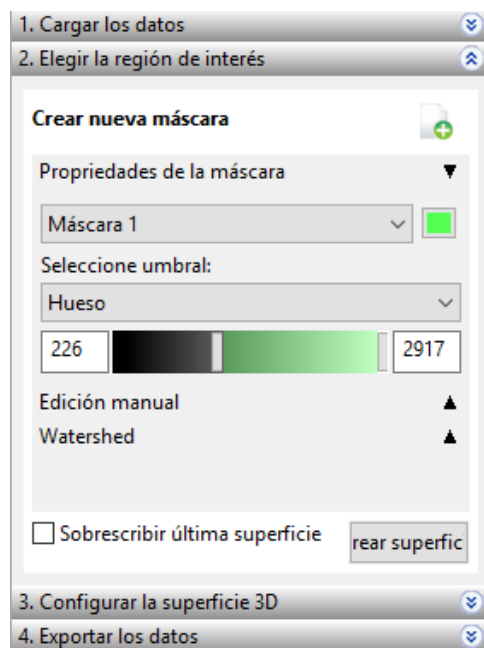 1. Cargar los datos
2. Elegir la región de interés
Crear nueva máscara
Propriedades de la máscara
Máscara 1
Seleccione umbral:
Hueso
226 2917
Edición manual
Watershed
Sobrescribir última superficie
rear superfic
3. Configurar la superficie 3D
4. Exportar los datos